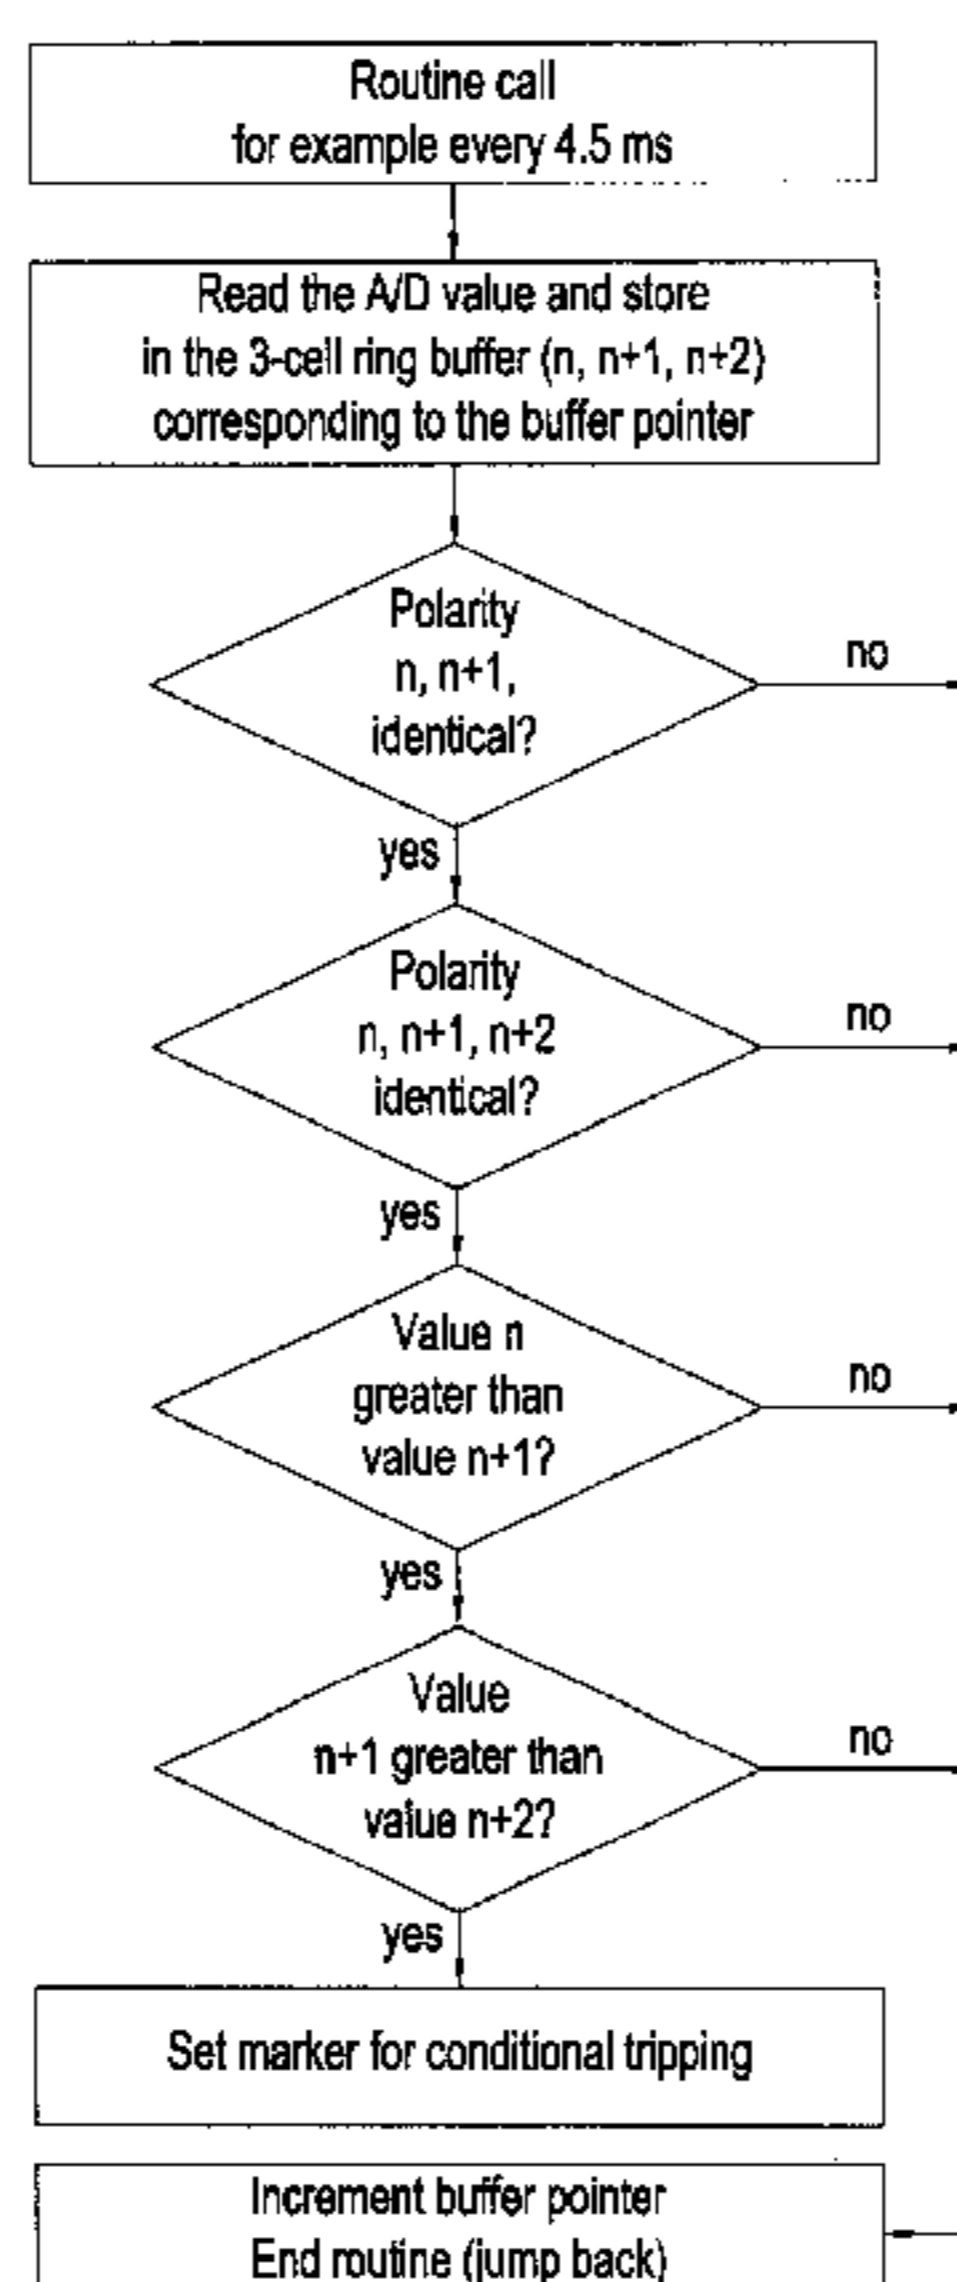 Routine call
for example every 4.5 ms
Read the A/D value and store
in the 3-cell ring buffer (n, n+1, n+2)
corresponding to the buffer pointer
Polarity
n, n+1,
identical?
no
yes
Polarity
n, n+1, n+2
identical?
no
yes
Value n
greater than
value n+1?
no
yes
Value
n+1 greater than
value n+2?
no
yes
Set marker for conditional tripping
Increment buffer pointer
End routine (jump back)